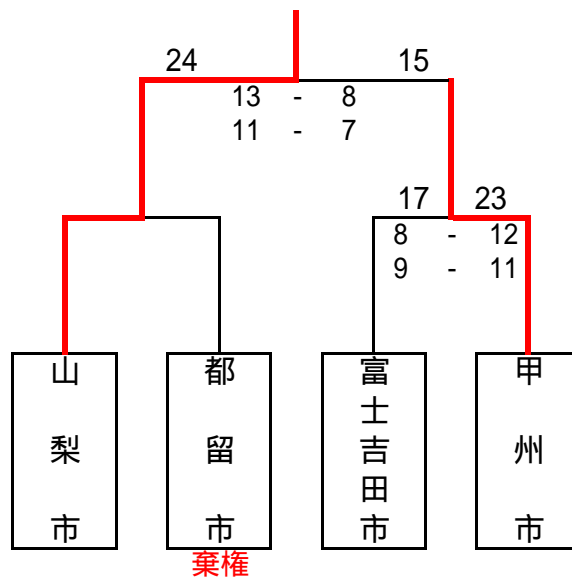 24 15
13 - 8
11 - 7
17 23
8 - 12
9 - 11
山梨市
都留市
富士吉田市
甲州市
棄権